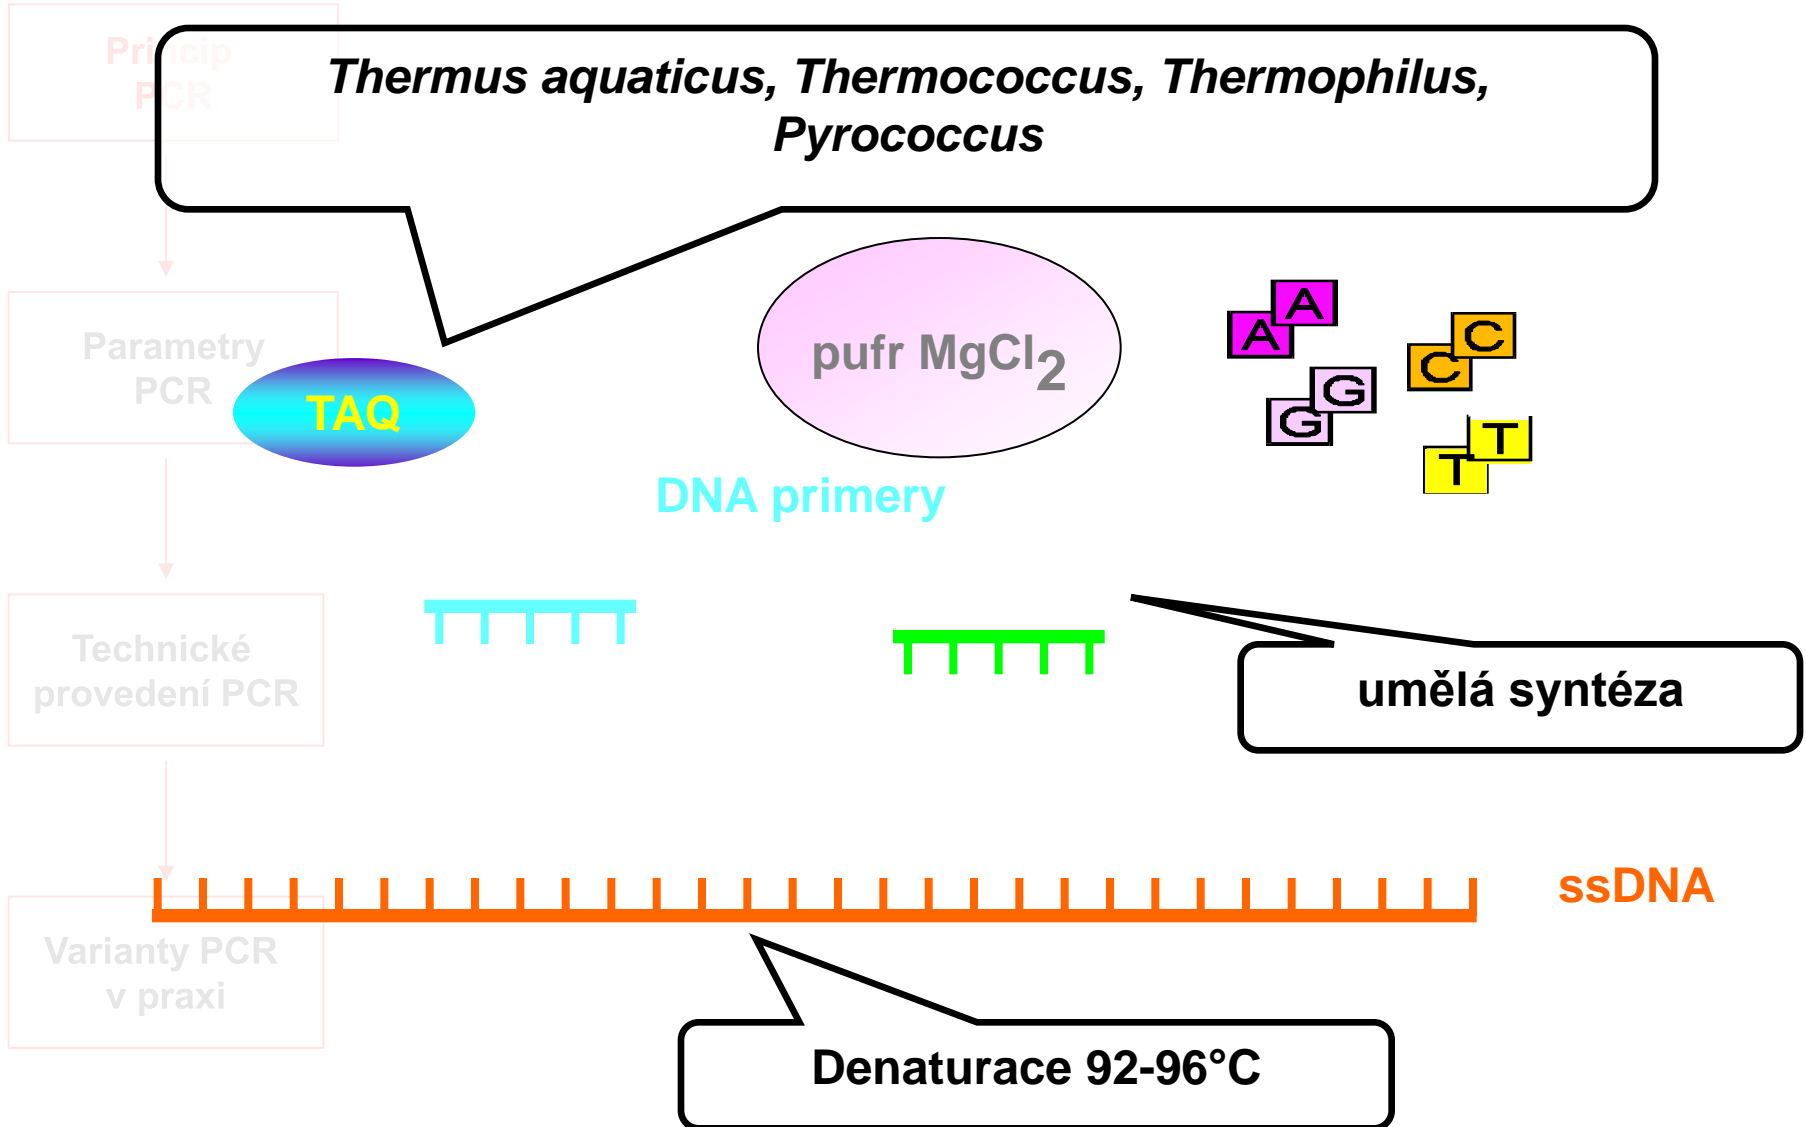 Princip
PCR
Thermus aquaticus, Thermococcus, Thermophilus,
Pyrococcus
Parametry
PCR
TAQ
pufr MgCl2
A
A
C
C
G
G
T
T
DNA primery
Technické
provedení PCR
umělá syntéza
ssDNA
Varianty PCR
v praxi
Denaturace 92-96°C